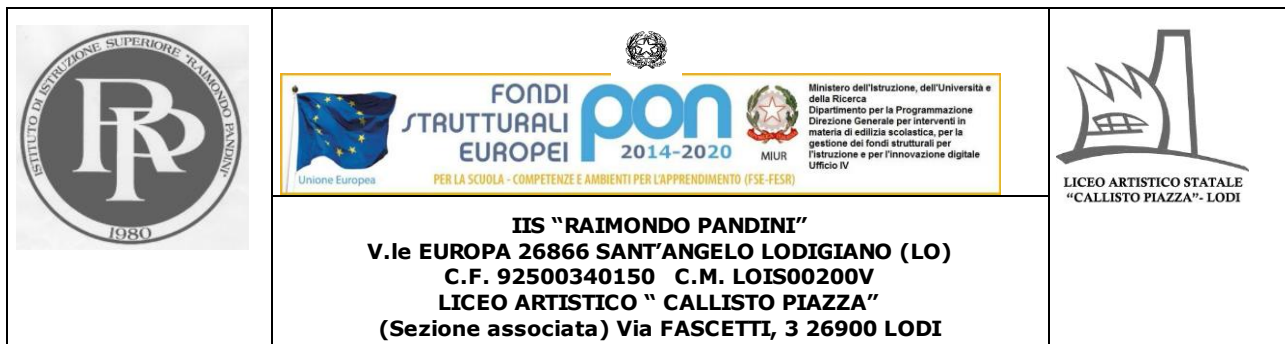 ISTITUTO DI ISTRUZIONE SUPERIORE "RAIMONDO PANDINI"
1980
FONDI
STRUTTURALI
EUROPEI
pon
2014-2020
Unione Europea
PER LA SCUOLA - COMPETENZE E AMBIENTI PER L'APPRENDIMENTO (FSE-FESR)
MIUR
Ministero dell'Istruzione, dell'Università e
della Ricerca
Dipartimento per la Programmazione
Direzione Generale per interventi in
materia di edilizia scolastica, per la
gestione dei fondi strutturali per
l'istruzione e per l'innovazione digitale
Ufficio IV
LICEO ARTISTICO STATALE
"CALLISTO PIAZZA"- LODI
IIS "RAIMONDO PANDINI"
V.le EUROPA 26866 SANT'ANGELO LODIGIANO (LO)
C.F. 92500340150 C.M. LOIS00200V
LICEO ARTISTICO " CALLISTO PIAZZA"
(Sezione associata) Via FASCETTI, 3 26900 LODI